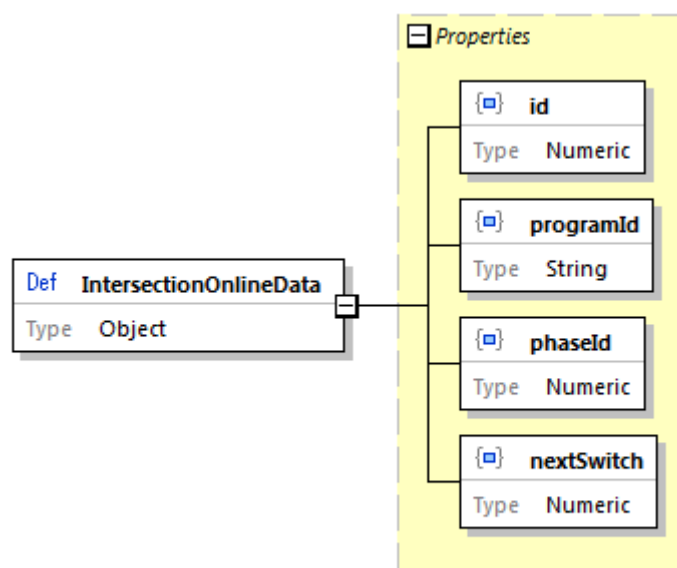 Properties
id
Type Numeric
programId
Type String
Def IntersectionOnlineData
Type Object
phaseId
Type Numeric
nextSwitch
Type Numeric